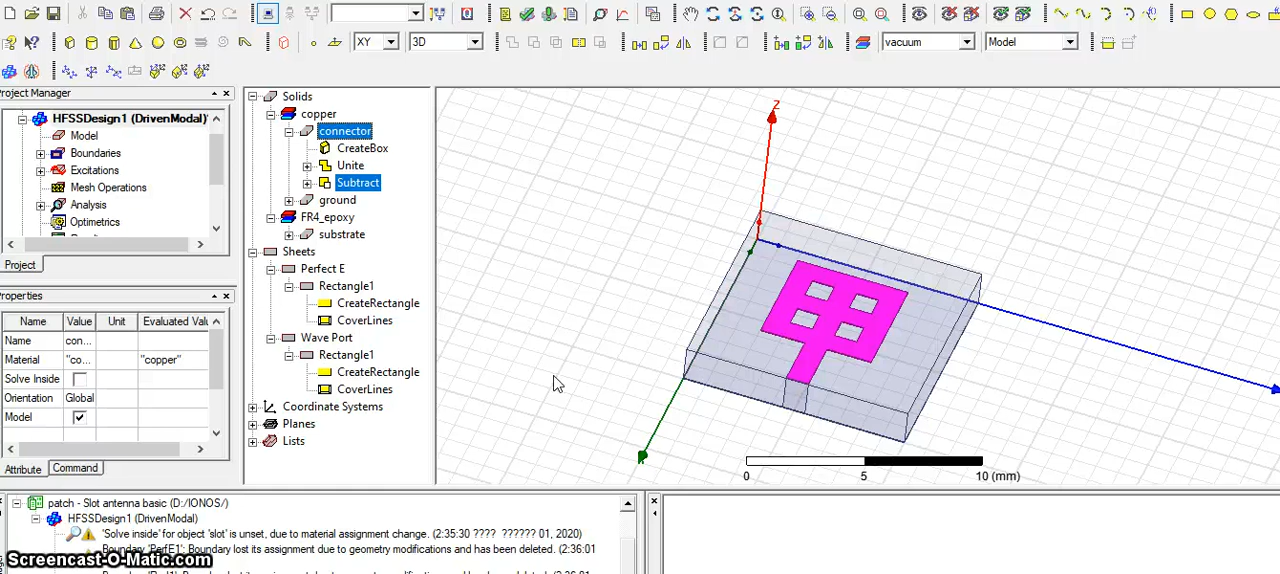 XY
3D
vacuum
Model
Project Manager
HFSSDesign1 (DrivenModal)
Model
Boundaries
Excitations
Mesh Operations
Analysis
Optimetrics
Project
Properties
Name Value Unit Evaluated Valu
Name con...
Material "co... "copper"
Solve Inside
Orientation Global
Model
Attribute Command
Solids
copper
connector
CreateBox
Unite
Subtract
ground
FR4_epoxy
substrate
Sheets
Perfect E
Rectangle1
CreateRectangle
CoverLines
Wave Port
Rectangle1
CreateRectangle
CoverLines
Coordinate Systems
Planes
Lists
Z
0 5 10 (mm)
patch - Slot antenna basic (D:/IONOS/)
HFSSDesign1 (DrivenModal)
'Solve inside' for object 'slot' is unset, due to material assignment change. (2:35:30 ???? ?????? 01, 2020)
Boundary 'PerfE1': Boundary lost its assignment due to geometry modifications and has been deleted. (2:36:01
Screencast-O-Matic.com